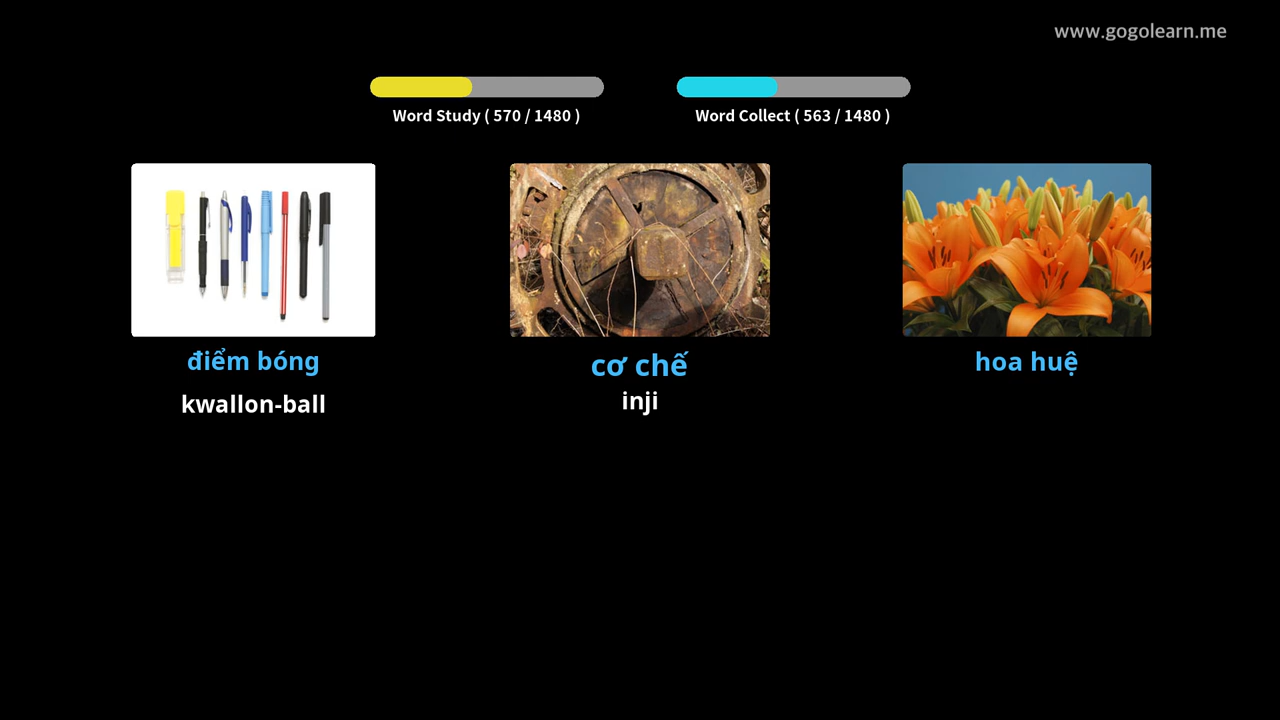 www.gogolearn.me
Word Study ( 570 / 1480 )
Word Collect ( 563 / 1480 )
điểm bóng
cơ chế
hoa huệ
kwallon-ball
inji